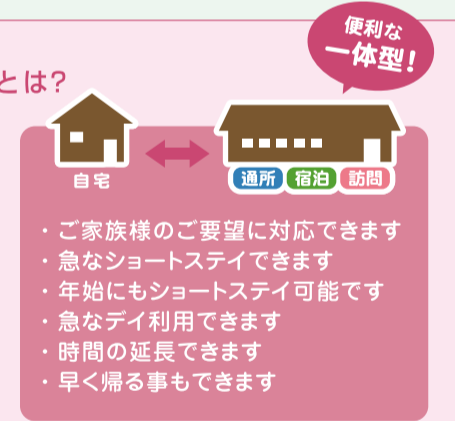 便利な
一体型!
とは?
自宅
通所 宿泊 訪問
・ご家族様のご要望に対応できます
・急なショートステイできます
・年始にもショートステイ可能です
・急なデイ利用できます
・時間の延長できます
・早く帰る事もできます